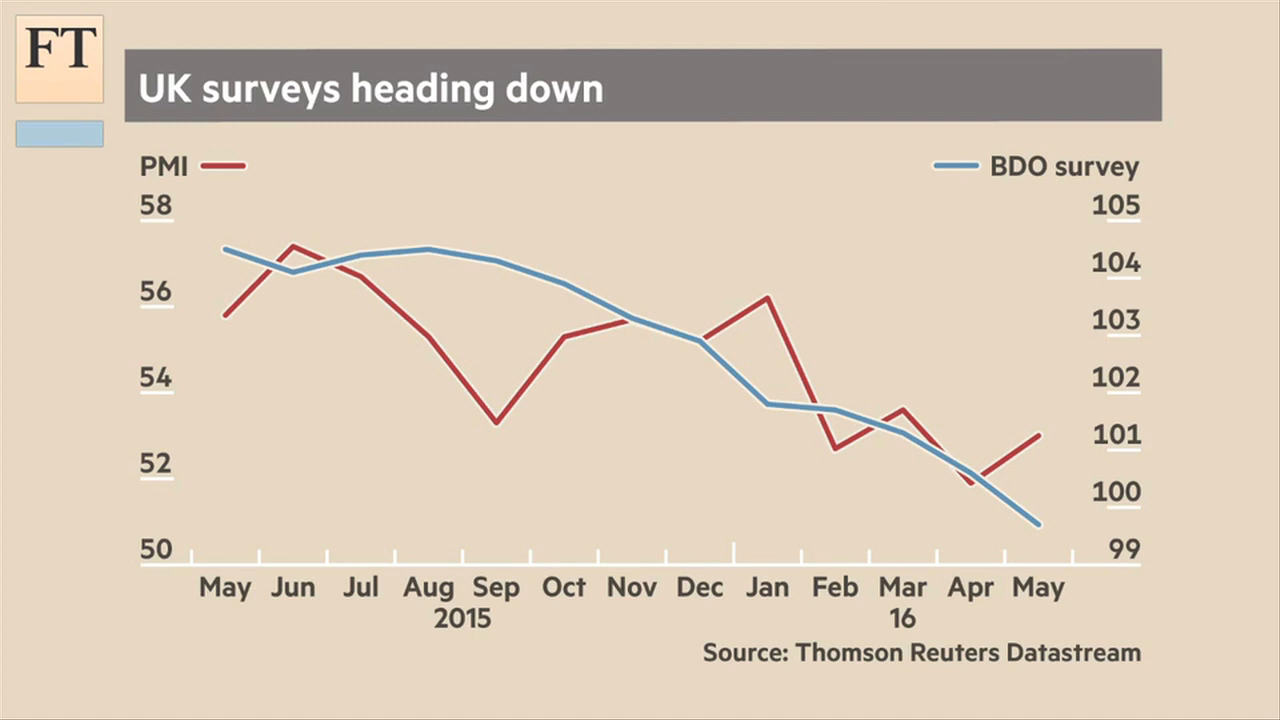 FT
UK surveys heading down
PMI
BDO survey
58
105
104
56
103
54
102
101
52
100
50
99
May Jun Jul Aug Sep Oct Nov Dec Jan Feb Mar Apr May
2015 16
Source: Thomson Reuters Datastream